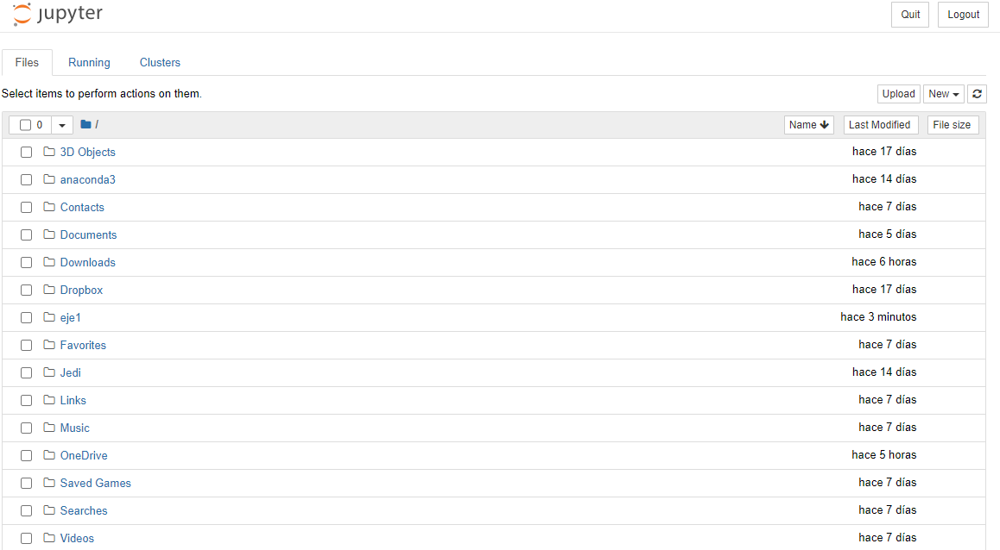 jupyter Quit Logout
Files Running Clusters
Select items to perform actions on them. Upload New
0 / Name Last Modified File size
3D Objects hace 17 días
anaconda3 hace 14 días
Contacts hace 7 días
Documents hace 5 días
Downloads hace 6 horas
Dropbox hace 17 días
eje1 hace 3 minutos
Favorites hace 7 días
Jedi hace 14 días
Links hace 7 días
Music hace 7 días
OneDrive hace 5 horas
Saved Games hace 7 días
Searches hace 7 días
Videos hace 7 días